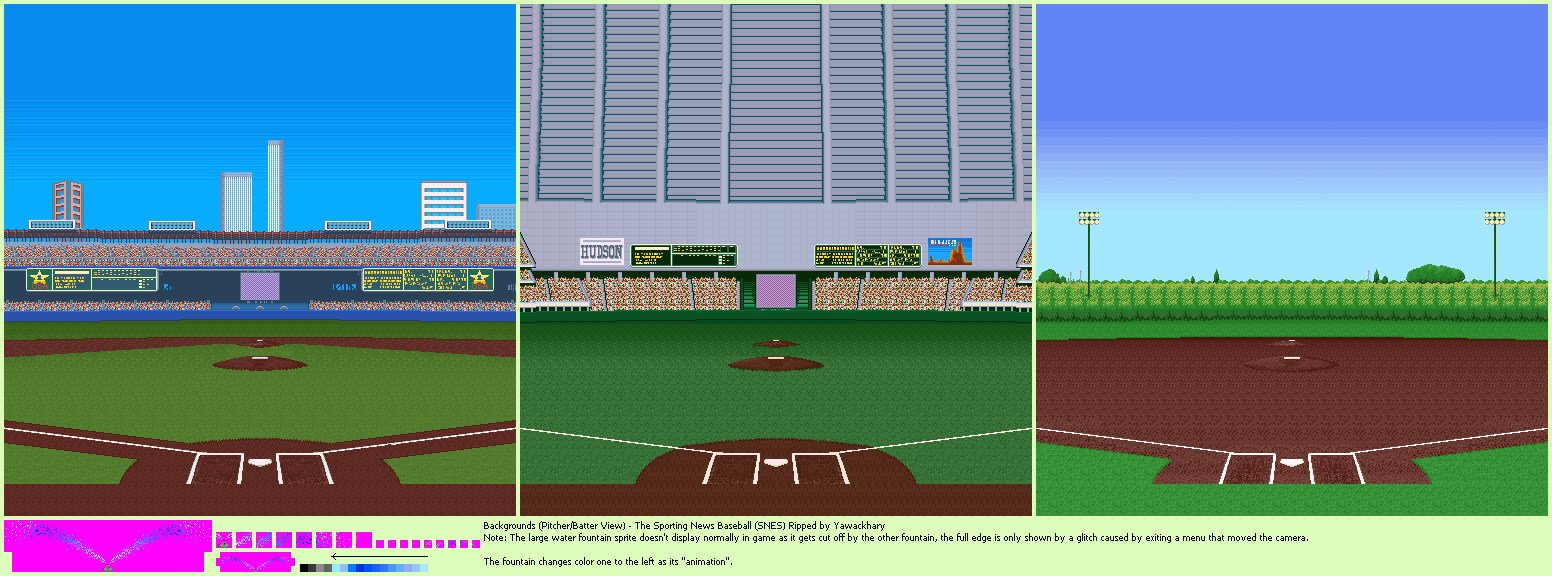 HUDSON
Backgrounds (Pitcher/Batter View) - The Sporting News Baseball (SNES) Ripped by Yawackhary
Note: The large water fountain sprite doesn't display normally in game as it gets cut off by the other fountain, the full edge is only shown by a glitch caused by exiting a menu that moved the camera.
The fountain changes color one to the left as its "animation".